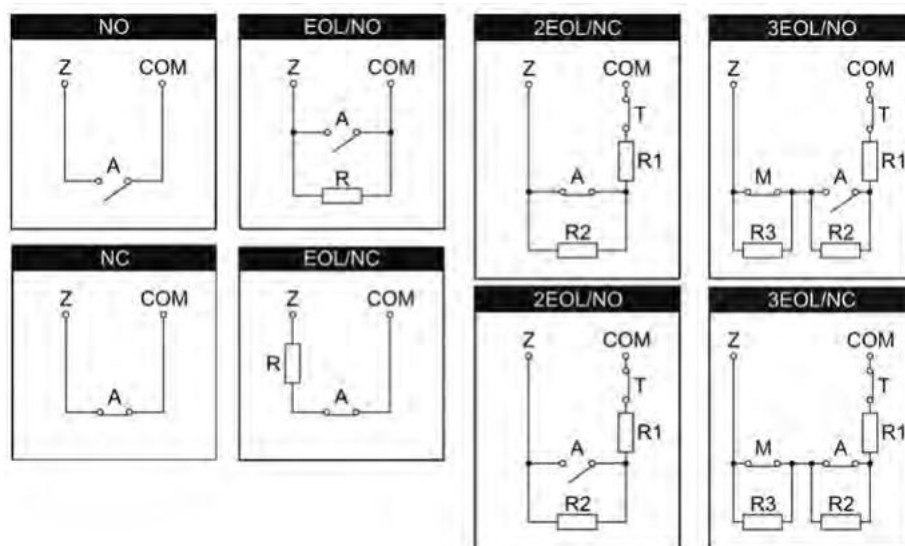 NO
Z COM
A
EOL/NO
Z COM
A
R
2EOL/NC
Z COM
T
R1
A
R2
3EOL/NO
Z COM
T
R1
M A
R3 R2
NC
Z COM
A
EOL/NC
Z COM
R
A
2EOL/NO
Z COM
T
R1
A
R2
3EOL/NC
Z COM
T
R1
M A
R3 R2